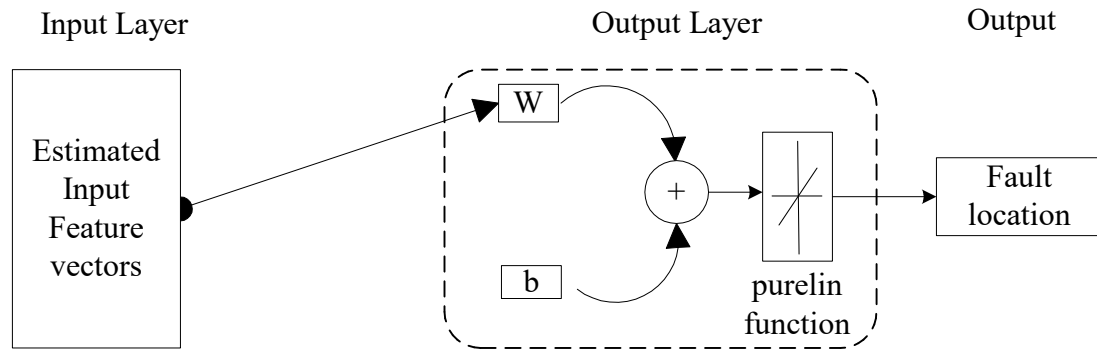 Input Layer
Output Layer
Output
Estimated
Input
Feature
vectors
W
+
b
purelin
function
Fault
location